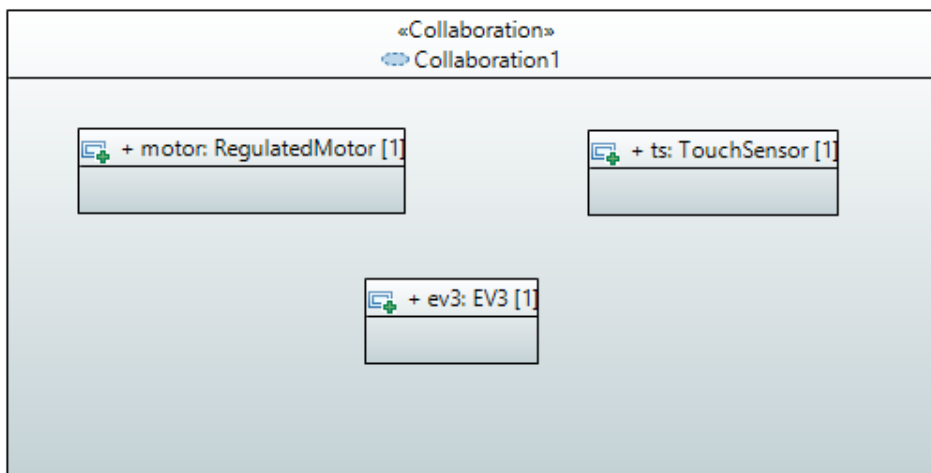 «Collaboration»
Collaboration1
+ motor: RegulatedMotor [1]
+ ts: TouchSensor [1]
+ ev3: EV3 [1]